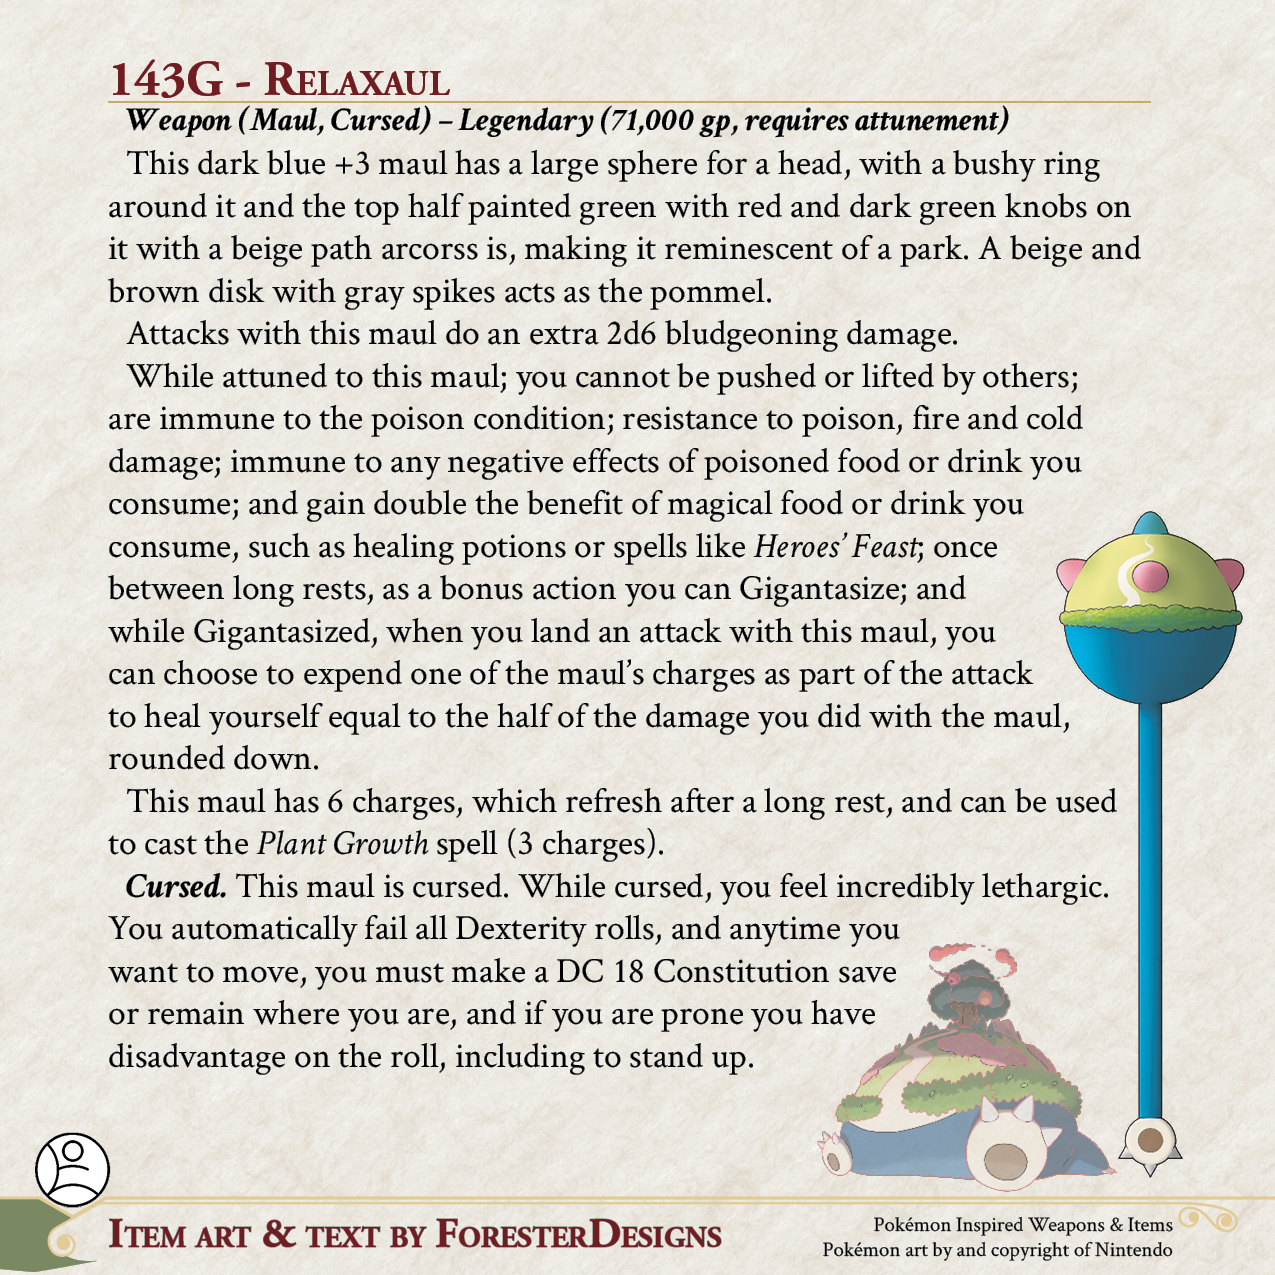 143G - Relaxaul
Weapon (Maul, Cursed) – Legendary (71,000 gp, requires attunement)
This dark blue +3 maul has a large sphere for a head, with a bushy ring
around it and the top half painted green with red and dark green knobs on
it with a beige path arcorss is, making it reminescent of a park. A beige and
brown disk with gray spikes acts as the pommel.
Attacks with this maul do an extra 2d6 bludgeoning damage.
While attuned to this maul; you cannot be pushed or lifted by others;
are immune to the poison condition; resistance to poison, fire and cold
damage; immune to any negative effects of poisoned food or drink you
consume; and gain double the benefit of magical food or drink you
consume, such as healing potions or spells like Heroes' Feast; once
between long rests, as a bonus action you can Gigantasize; and
while Gigantasized, when you land an attack with this maul, you
can choose to expend one of the maul's charges as part of the attack
to heal yourself equal to the half of the damage you did with the maul,
rounded down.
This maul has 6 charges, which refresh after a long rest, and can be used
to cast the Plant Growth spell (3 charges).
Cursed. This maul is cursed. While cursed, you feel incredibly lethargic.
You automatically fail all Dexterity rolls, and anytime you
want to move, you must make a DC 18 Constitution save
or remain where you are, and if you are prone you have
disadvantage on the roll, including to stand up.
Item art & text by ForesterDesigns
Pokémon Inspired Weapons & Items
Pokémon art by and copyright of Nintendo